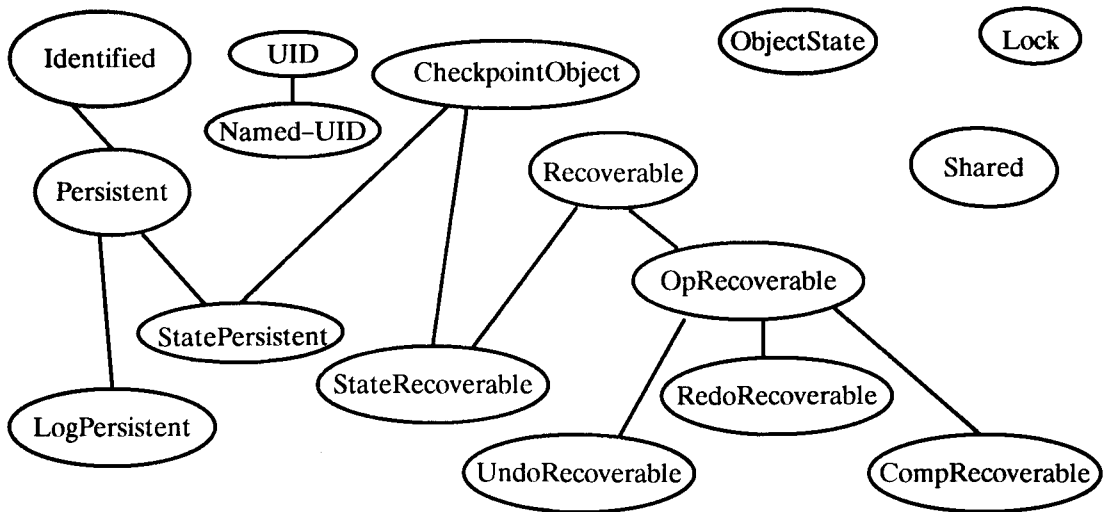 Identified
UID
CheckpointObject
ObjectState
Lock
Named-UID
Persistent
Recoverable
Shared
OpRecoverable
StatePersistent
StateRecoverable
RedoRecoverable
LogPersistent
UndoRecoverable
CompRecoverable